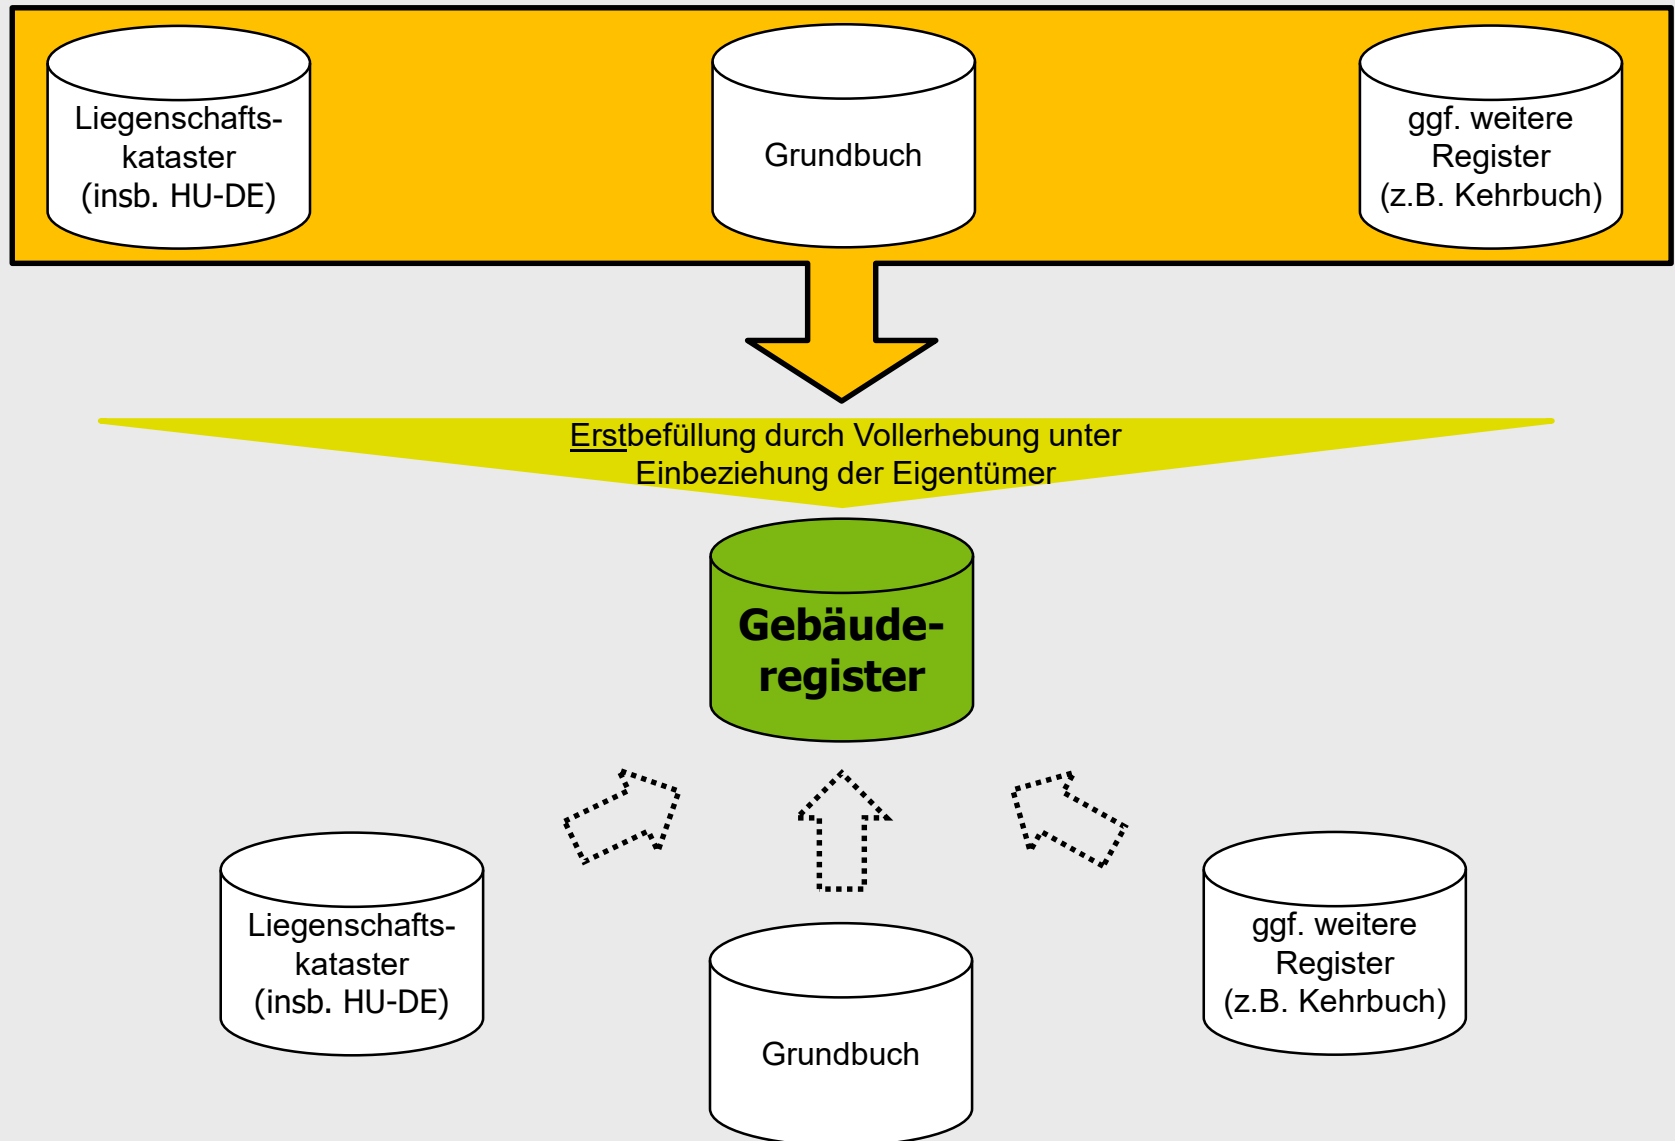 Liegenschafts-
kataster
(insb. HU-DE)
Grundbuch
ggf. weitere
Register
(z.B. Kehrbuch)
Erstbefüllung durch Vollerhebung unter
Einbeziehung der Eigentümer
Gebäude-
register
Liegenschafts-
kataster
(insb. HU-DE)
Grundbuch
ggf. weitere
Register
(z.B. Kehrbuch)